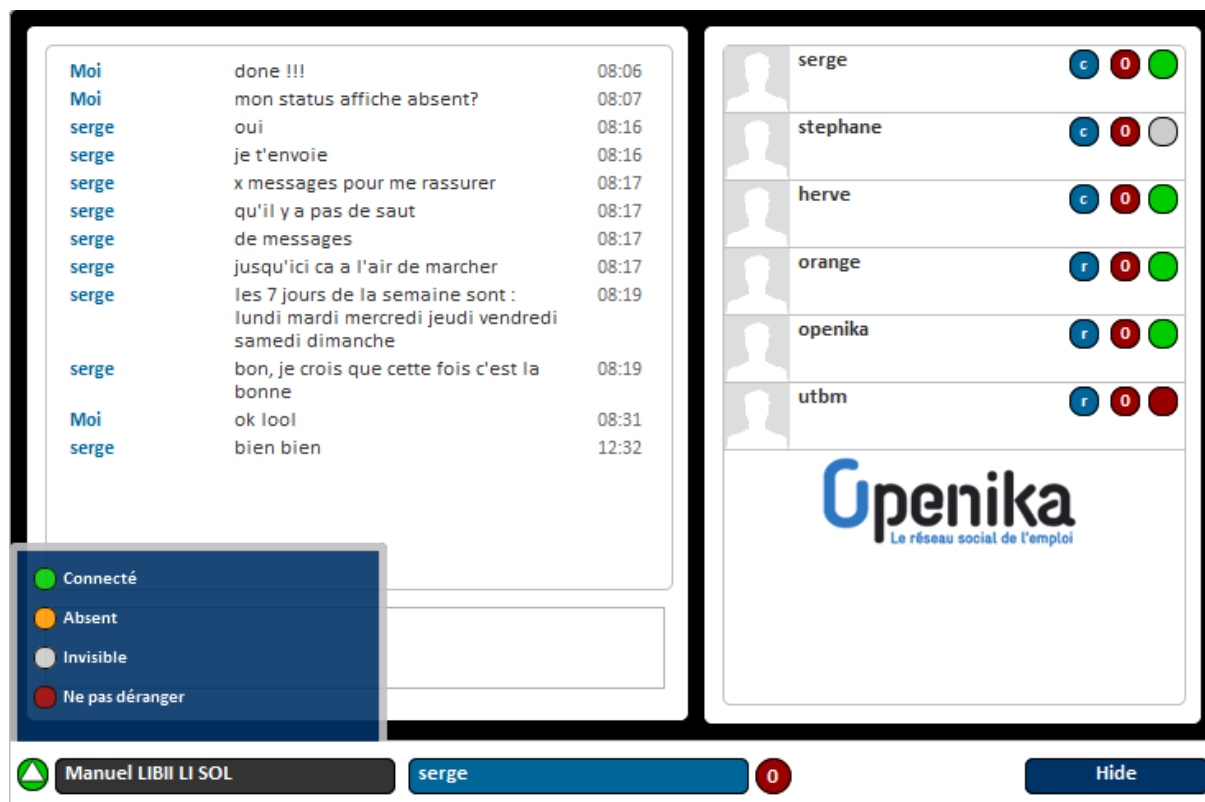 Moi done !!! 08:06
Moi mon status affiche absent? 08:07
serge oui 08:16
serge je t'envoie 08:16
serge x messages pour me rassurer 08:17
serge qu'il y a pas de saut 08:17
serge de messages 08:17
serge jusqu'ici ca a l'air de marcher 08:17
serge les 7 jours de la semaine sont : 08:19
lundi mardi mercredi jeudi vendredi
samedi dimanche
serge bon, je crois que cette fois c'est la 08:19
bonne
Moi ok lool 08:31
serge bien bien 12:32
Connecté
Absent
Invisible
Ne pas déranger
serge c 0
stephane c 0
herve c 0
orange r 0
openika r 0
utbm r 0
Openika
Le réseau social de l'emploi
Manuel LIBII LI SOL serge 0 Hide